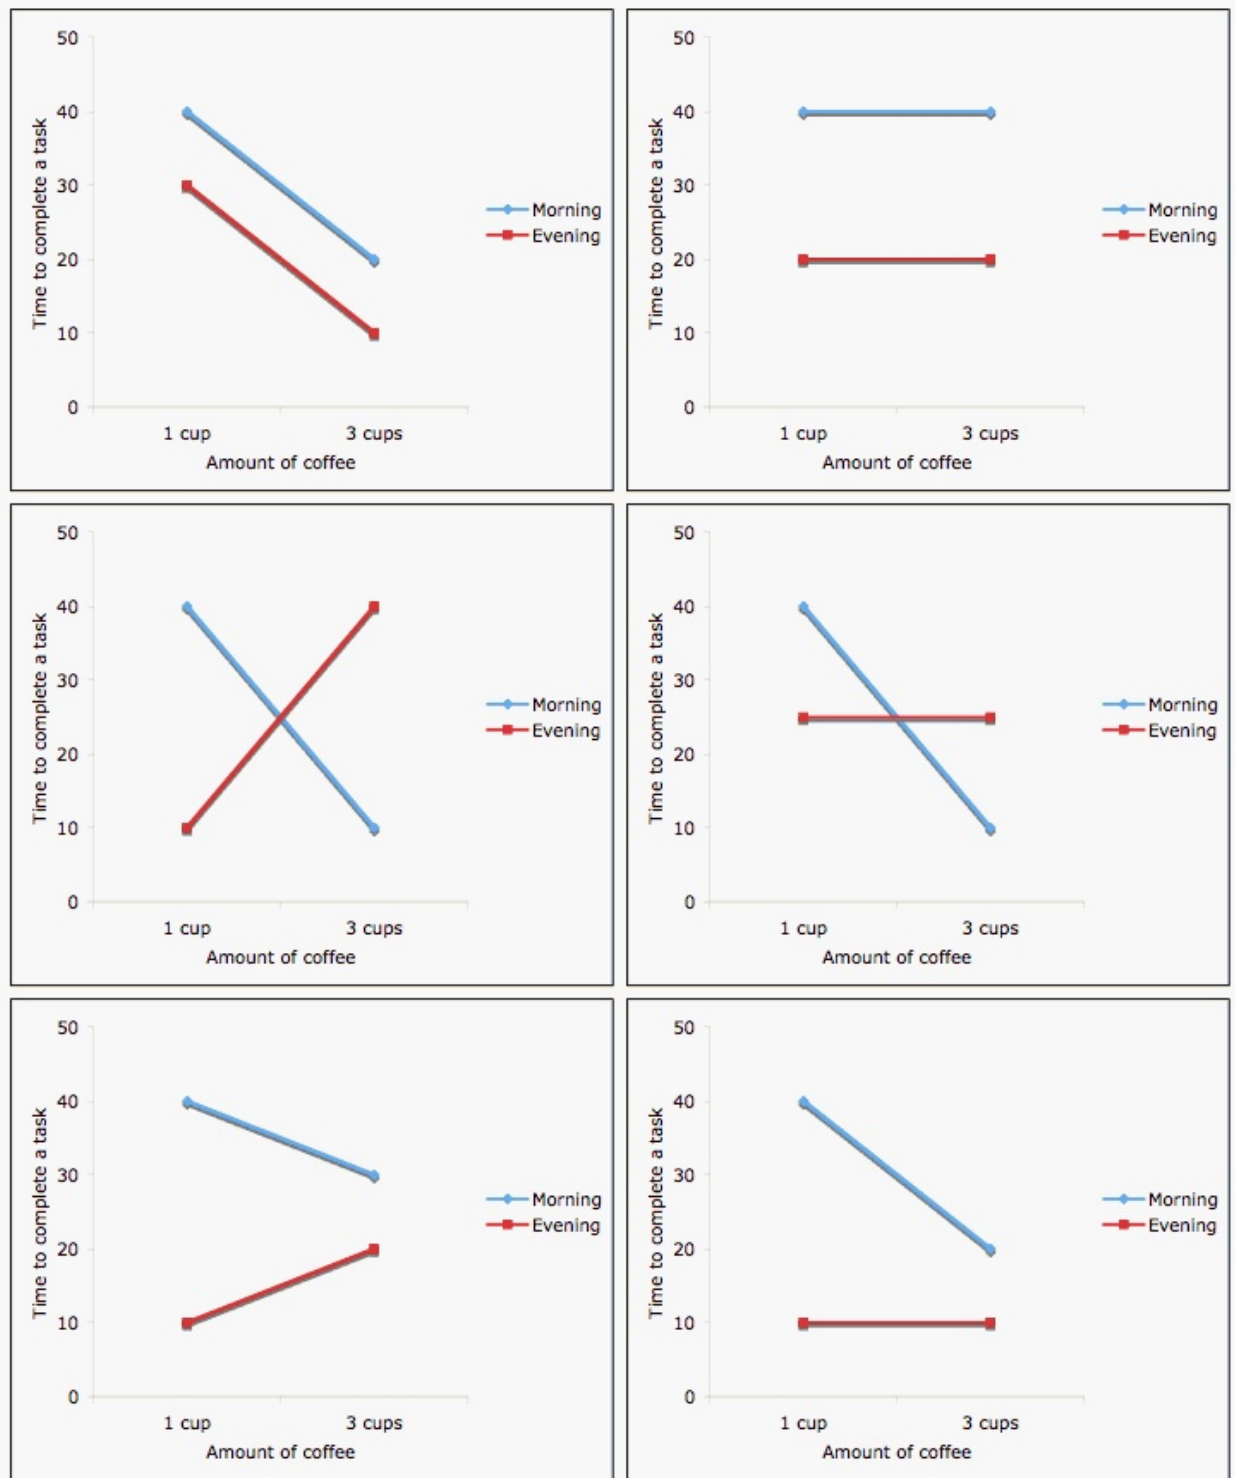 50
40
30
20
10
0
Time to complete a task
1 cup 3 cups
Amount of coffee
Morning
Evening
50
40
30
20
10
0
Time to complete a task
1 cup 3 cups
Amount of coffee
Morning
Evening
50
40
30
20
10
0
Time to complete a task
1 cup 3 cups
Amount of coffee
Morning
Evening
50
40
30
20
10
0
Time to complete a task
1 cup 3 cups
Amount of coffee
Morning
Evening
50
40
30
20
10
0
Time to complete a task
1 cup 3 cups
Amount of coffee
Morning
Evening
50
40
30
20
10
0
Time to complete a task
1 cup 3 cups
Amount of coffee
Morning
Evening